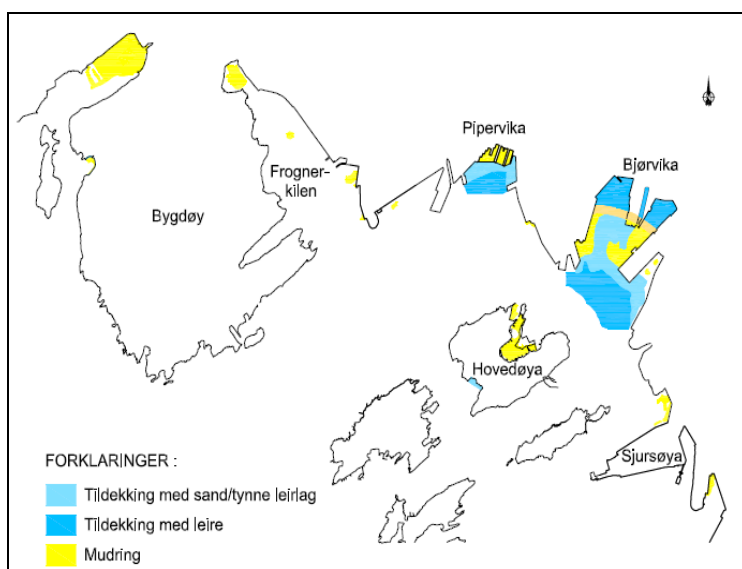 Pipervika
Bjørvika
Frogner-
kilen
Bygdøy
Hovedøya
Sjursøya
FORKLARINGER :
Tildekking med sand/tynne leirlag
Tildekking med leire
Mudring